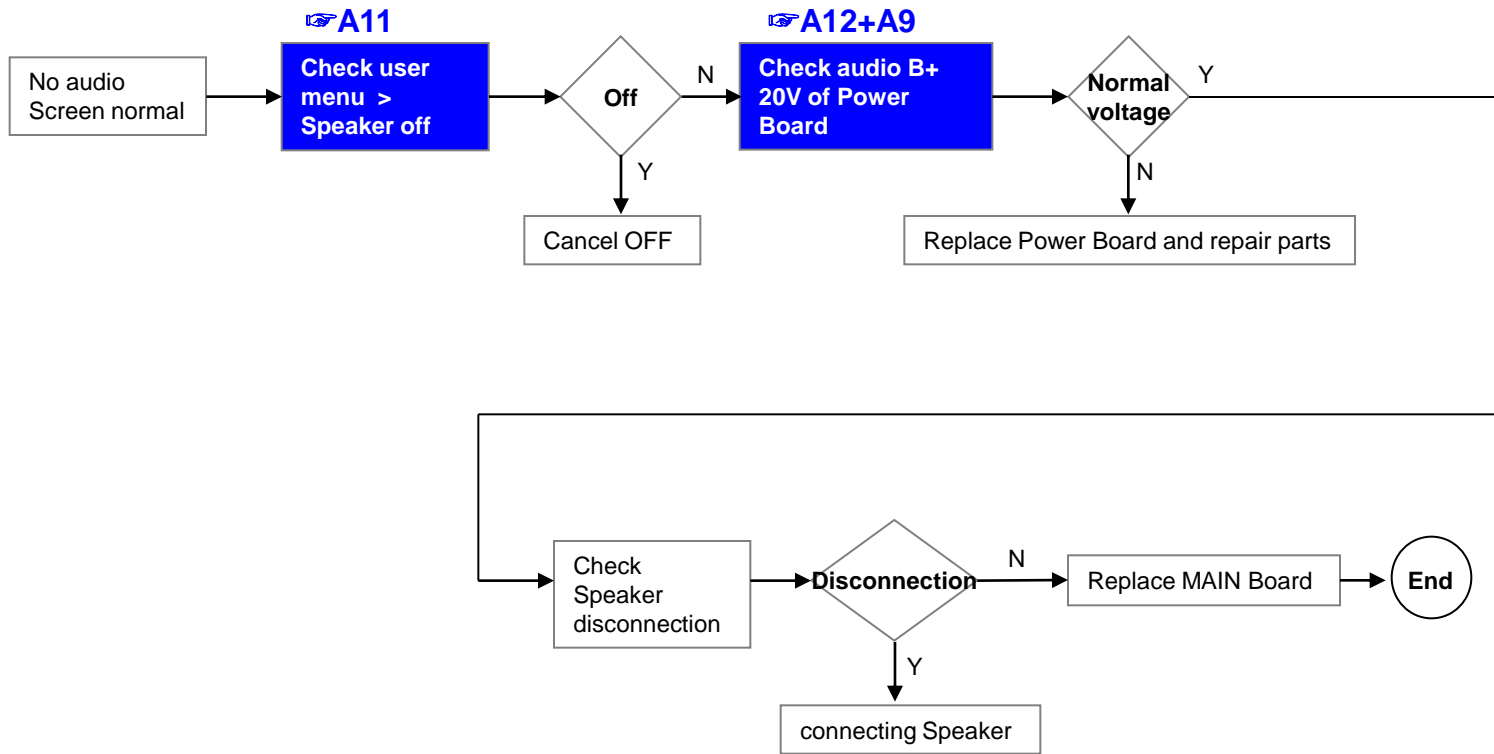 ☞A11
☞A12+A9
No audio
Screen normal
Check user
menu >
Speaker off
Off
N
Y
Cancel OFF
Check audio B+
20V of Power
Board
Normal
voltage
Y
N
Replace Power Board and repair parts
Check
Speaker
disconnection
Disconnection
N
Y
connecting Speaker
Replace MAIN Board
End